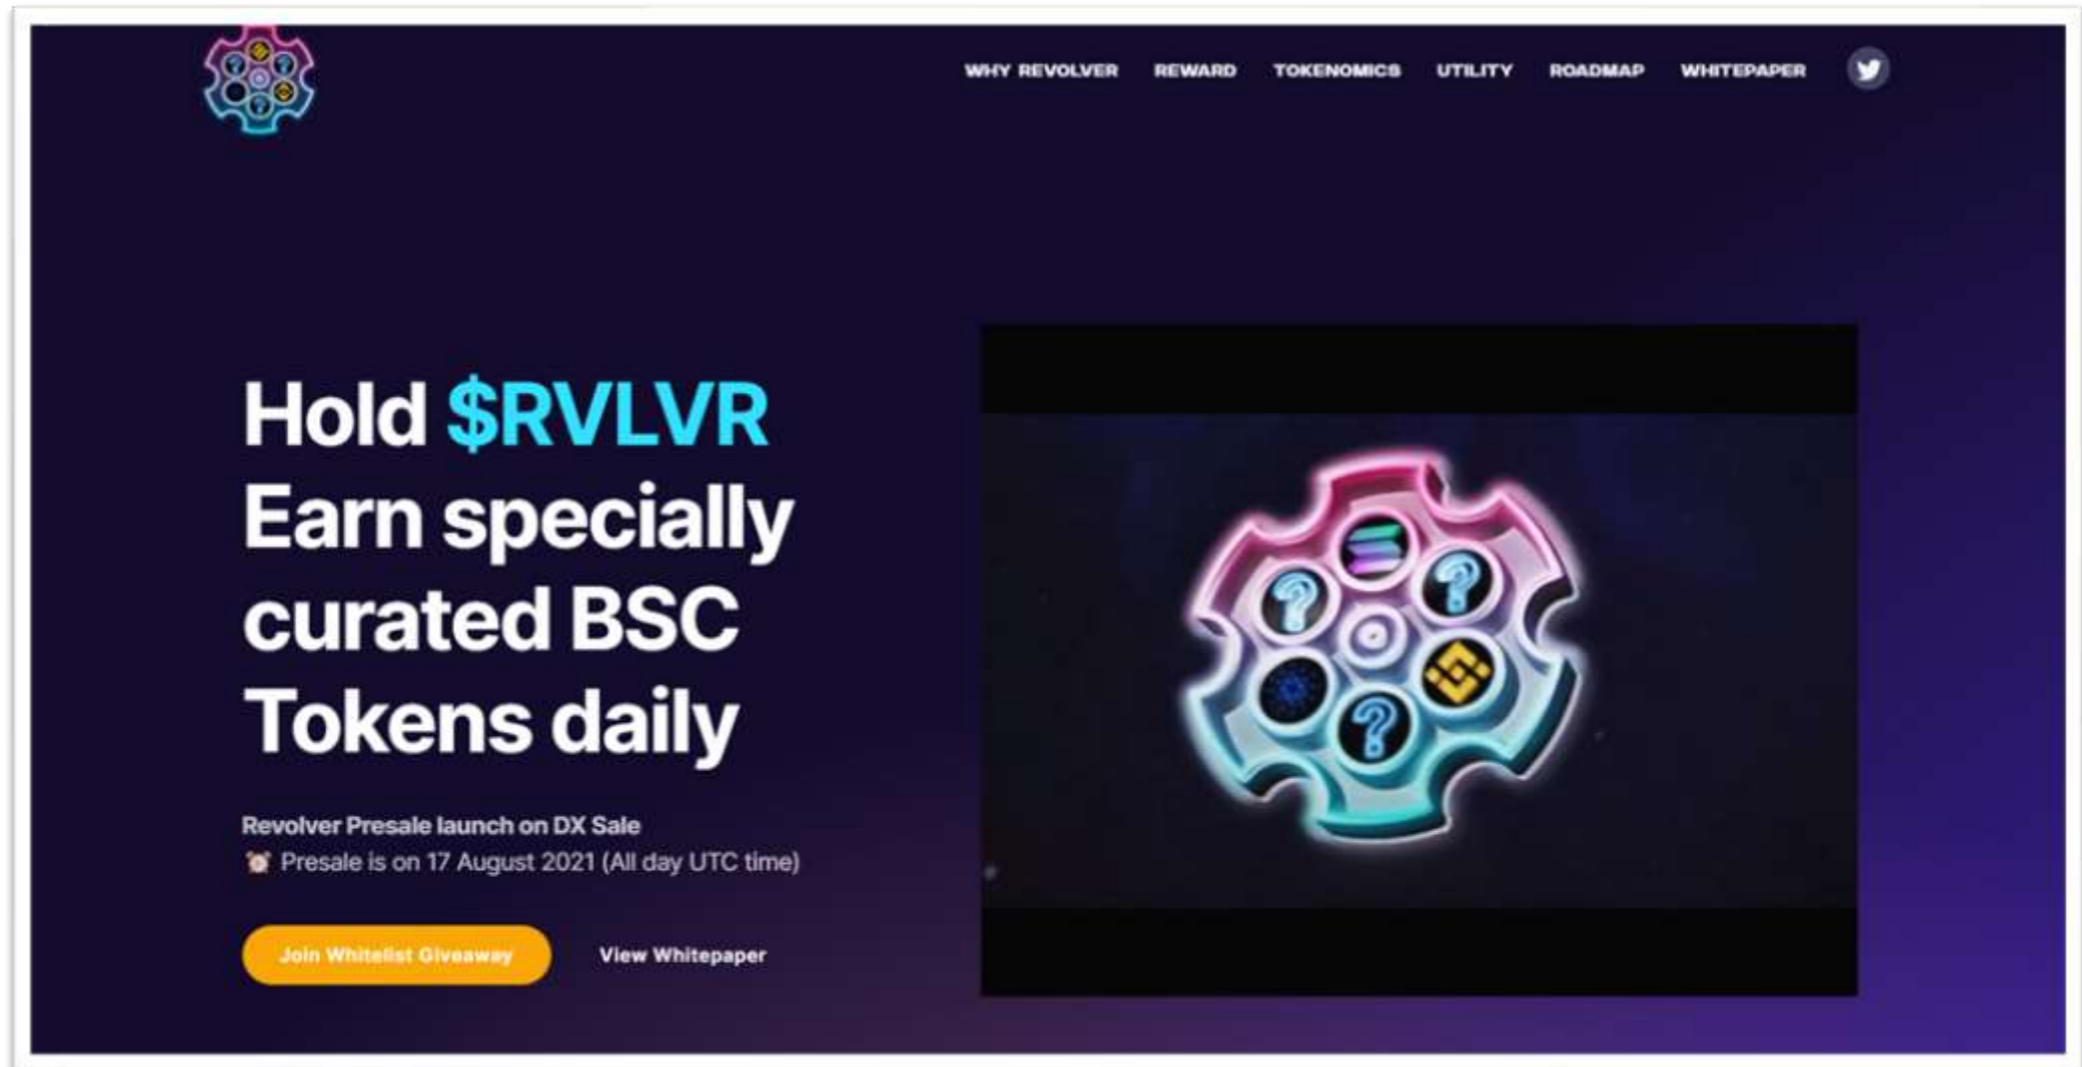 WHY REVOLVER REWARD TOKENOMICS UTILITY ROADMAP WHITEPAPER
Hold $RVLVR
Earn specially
curated BSC
Tokens daily
Revolver Presale launch on DX Sale
⏰ Presale is on 17 August 2021 (All day UTC time)
Join Whitelist Giveaway View Whitepaper
? ?
?